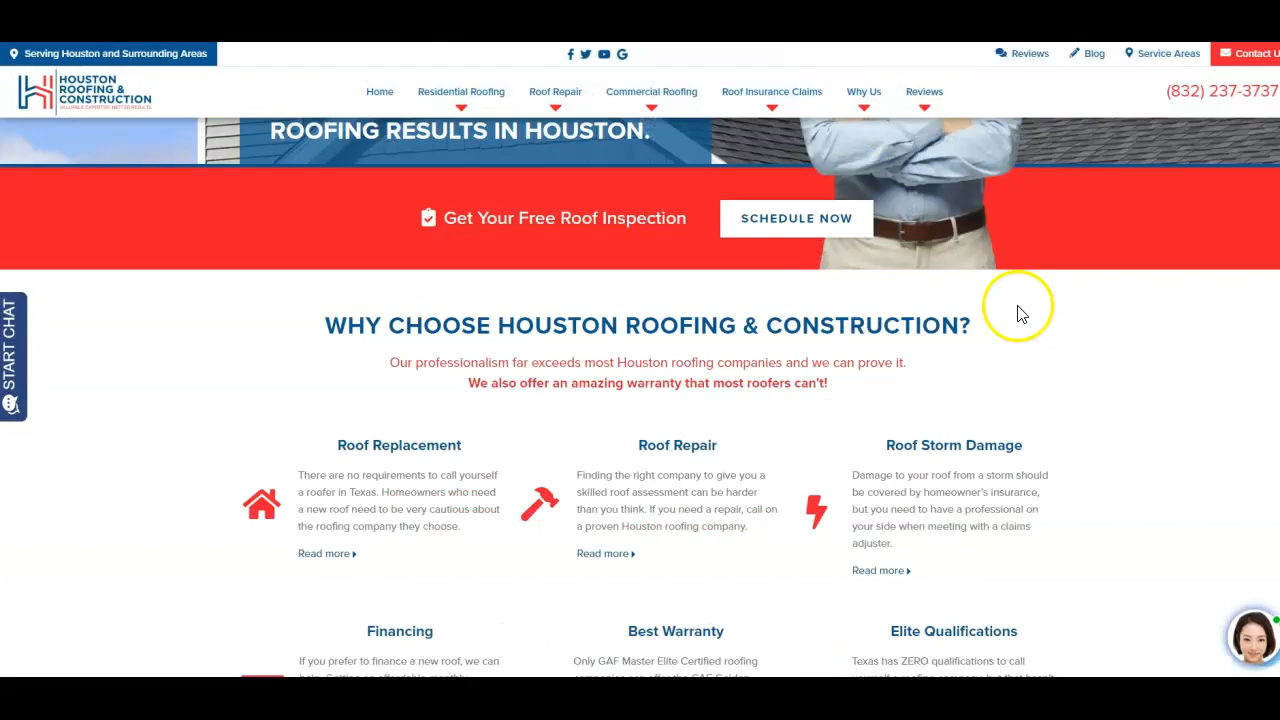 Serving Houston and Surrounding Areas
Reviews
Blog
Service Areas
Contact U
HOUSTON
ROOFING &
CONSTRUCTION
VALUABLE EXPERTISE BETTER RESULTS
Home
Residential Roofing
Roof Repair
Commercial Roofing
Roof Insurance Claims
Why Us
Reviews
(832) 237-3737
ROOFING RESULTS IN HOUSTON.
Get Your Free Roof Inspection
SCHEDULE NOW
START CHAT
WHY CHOOSE HOUSTON ROOFING & CONSTRUCTION?
Our professionalism far exceeds most Houston roofing companies and we can prove it.
We also offer an amazing warranty that most roofers can't!
Roof Replacement
There are no requirements to call yourself
a roofer in Texas. Homeowners who need
a new roof need to be very cautious about
the roofing company they choose.
Read more
Roof Repair
Finding the right company to give you a
skilled roof assessment can be harder
than you think. If you need a repair, call on
a proven Houston roofing company.
Read more
Roof Storm Damage
Damage to your roof from a storm should
be covered by homeowner's insurance,
but you need to have a professional on
your side when meeting with a claims
adjuster.
Read more
Financing
If you prefer to finance a new roof, we can
Best Warranty
Only GAF Master Elite Certified roofing
Elite Qualifications
Texas has ZERO qualifications to call